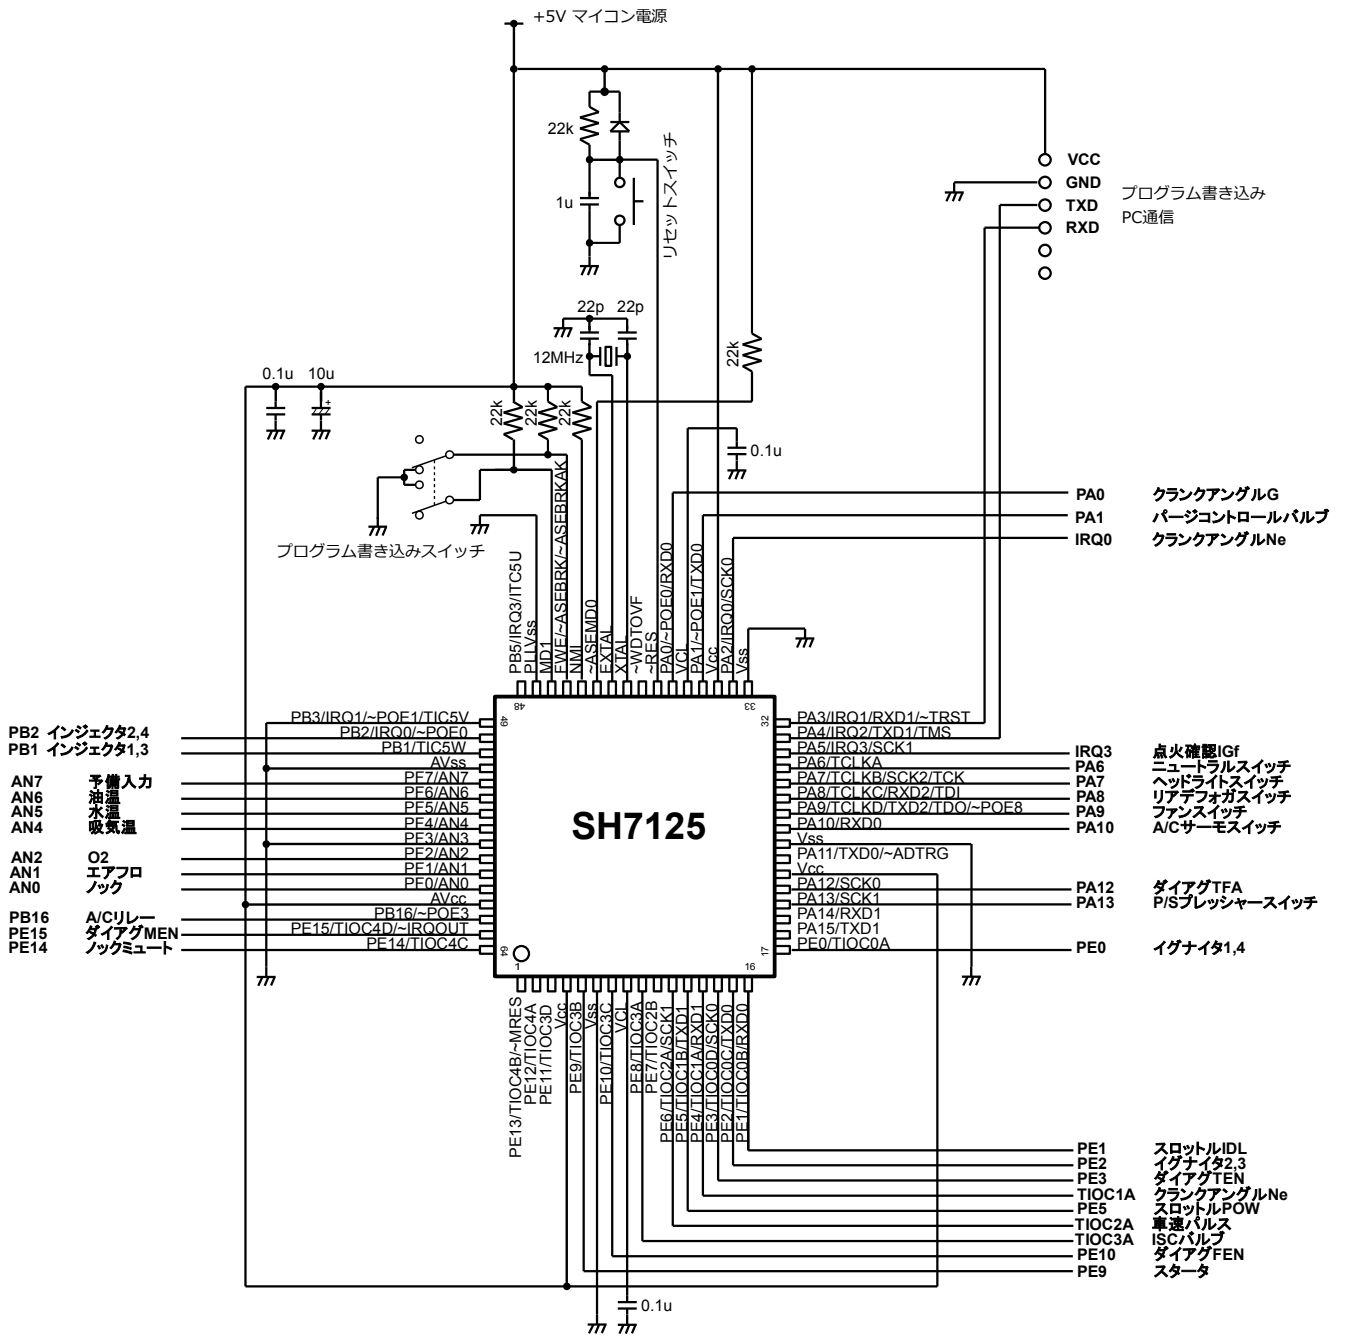 +5V マイコン電源
22k
リセットスイッチ
1u
VCC
GND
TXD
RXD
プログラム書き込み
PC通信
22p 22p
12MHz
22k
0.1u 10u
+
22k
22k
22k
0.1u
プログラム書き込みスイッチ
PA0 クランクアングルG
PA1 パージコントロールバルブ
IRQ0 クランクアングルNe
PB5/IRQ3/ITC5U
PLLVss
MD1
FWE/~ASEBRK/~ASEBRKAK
NMI
~ASEMD0
EXTAL
XTAL
~WDTOVF
~RES
PA0/~POE0/RXD0
VCL
PA1/~POE1/TXD0
Vcc
PA2/IRQ0/SCK0
Vss
48
33
49
32
PB3/IRQ1/~POE1/TIC5V
PB2/IRQ0/~POE0
PB1/TIC5W
AVss
PF7/AN7
PF6/AN6
PF5/AN5
PF4/AN4
PF3/AN3
PF2/AN2
PF1/AN1
PF0/AN0
AVcc
PB16/~POE3
PE15/TIOC4D/~IRQOUT
PE14/TIOC4C
PB2 インジェクタ2,4
PB1 インジェクタ1,3
AN7 予備入力
AN6 油温
AN5 水温
AN4 吸気温
AN2 O2
AN1 エアフロ
AN0 ノック
PB16 A/Cリレー
PE15 ダイアグMEN
PE14 ノックミュート
SH7125
PA3/IRQ1/RXD1/~TRST
PA4/IRQ2/TXD1/TMS
PA5/IRQ3/SCK1
PA6/TCLKA
PA7/TCLKB/SCK2/TCK
PA8/TCLKC/RXD2/TDI
PA9/TCLKD/TXD2/TDO/~POE8
PA10/RXD0
Vss
PA11/TXD0/~ADTRG
Vcc
PA12/SCK0
PA13/SCK1
PA14/RXD1
PA15/TXD1
PE0/TIOC0A
IRQ3 点火確認IGf
PA6 ニュートラルスイッチ
PA7 ヘッドライトスイッチ
PA8 リアデフォガスイッチ
PA9 ファンスイッチ
PA10 A/Cサーモスイッチ
PA12 ダイアグTFA
PA13 P/Sプレッシャースイッチ
PE0 イグナイタ1,4
64
1
16
17
PE13/TIOC4B/~MRES
PE12/TIOC4A
PE11/TIOC3D
Vcc
PE9/TIOC3B
Vss
PE10/TIOC3C
VCL
PE8/TIOC3A
PE7/TIOC2B
PE6/TIOC2A/SCK1
PE5/TIOC1B/TXD1
PE4/TIOC1A/RXD1
PE3/TIOC0D/SCK0
PE2/TIOC0C/TXD0
PE1/TIOC0B/RXD0
PE1 スロットルIDL
PE2 イグナイタ2,3
PE3 ダイアグTEN
TIOC1A クランクアングルNe
PE5 スロットルPOW
TIOC2A 車速パルス
TIOC3A ISCバルブ
PE10 ダイアグFEN
PE9 スタータ
0.1u